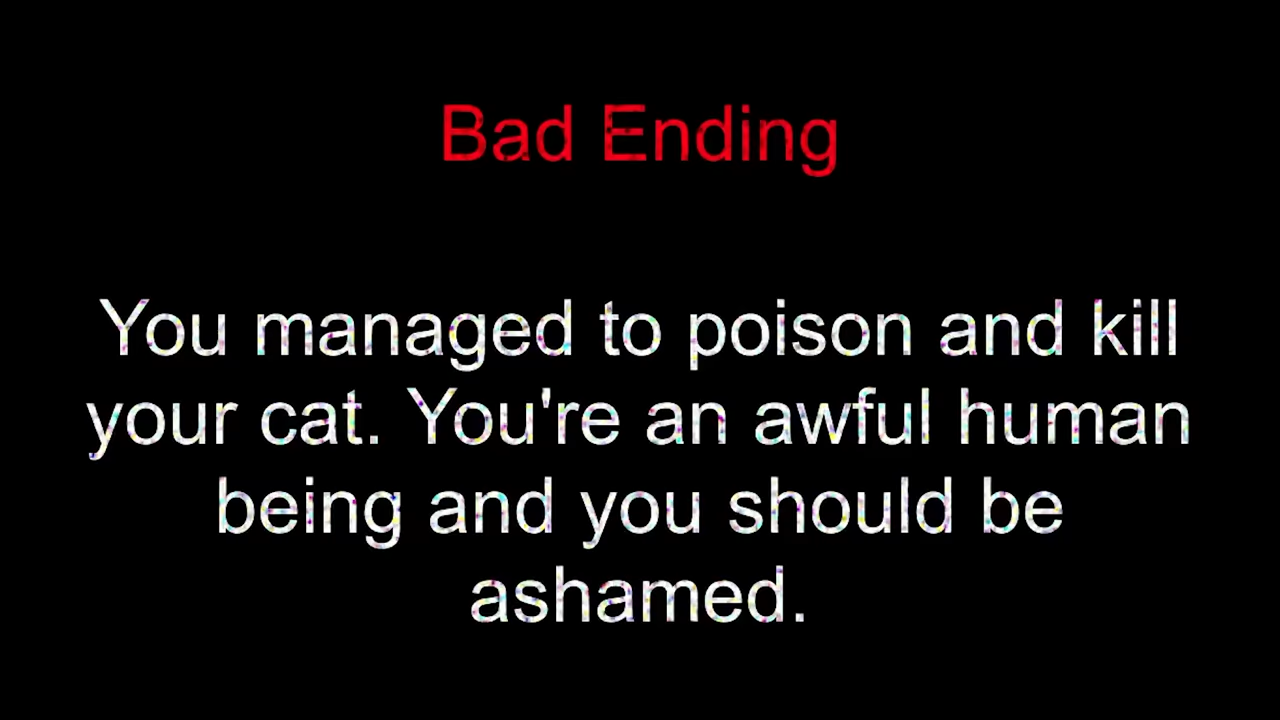 Bad Ending
You managed to poison and kill
your cat. You're an awful human
being and you should be
ashamed.